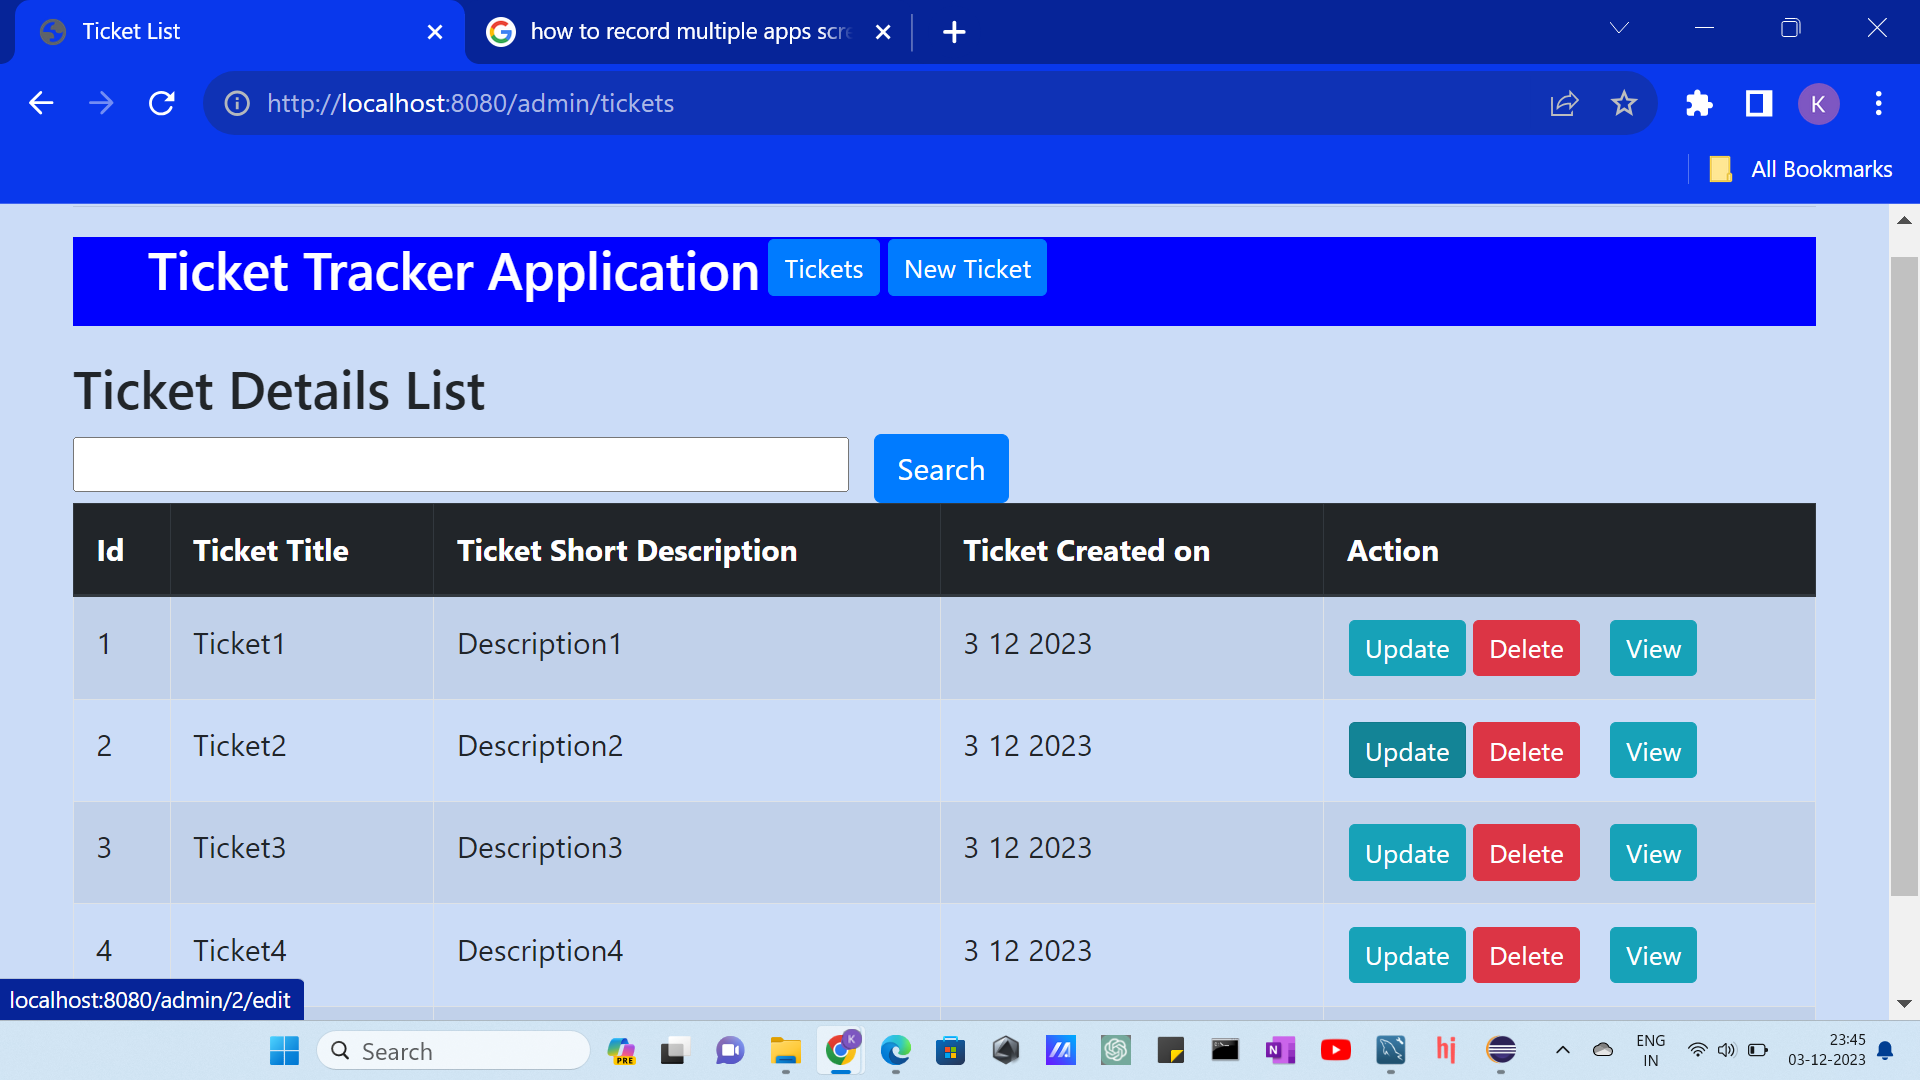 Ticket List
how to record multiple apps scre
http://localhost:8080/admin/tickets
K
All Bookmarks
Ticket Tracker Application Tickets New Ticket
Ticket Details List
Search
Id Ticket Title Ticket Short Description Ticket Created on Action
1 Ticket1 Description1 3 12 2023 Update Delete View
2 Ticket2 Description2 3 12 2023 Update Delete View
3 Ticket3 Description3 3 12 2023 Update Delete View
4 Ticket4 Description4 3 12 2023 Update Delete View
localhost:8080/admin/2/edit
Search
PRE
K
N
hj
ENG
IN
23:45
03-12-2023